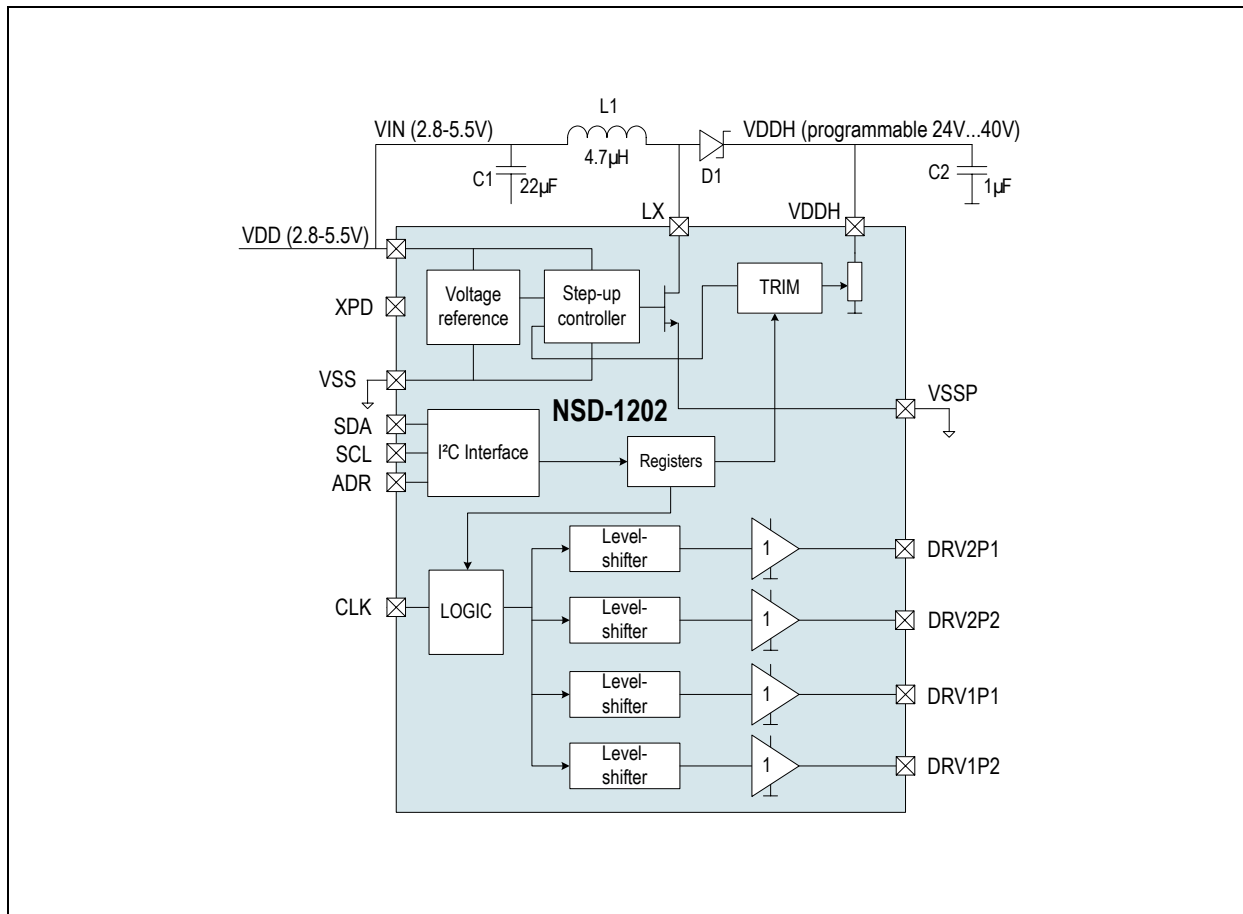 L1
VIN (2.8-5.5V)
VDDH (programmable 24V...40V)
4.7µH
C1
22µF
D1
C2
1µF
LX
VDDH
VDD (2.8-5.5V)
Voltage
reference
Step-up
controller
TRIM
XPD
VSS
VSSP
NSD-1202
SDA
SCL
ADR
I²C Interface
Registers
Level-
shifter
1
DRV2P1
CLK
LOGIC
Level-
shifter
1
DRV2P2
Level-
shifter
1
DRV1P1
Level-
shifter
1
DRV1P2